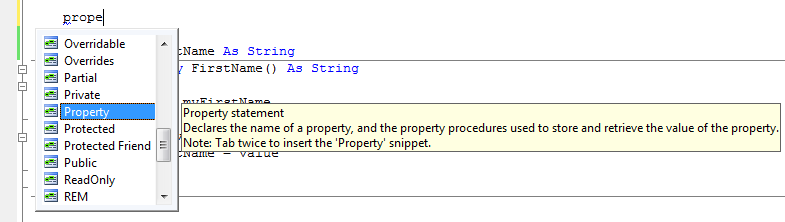 prope
Overridable
Overrides
Partial
Private
Property
Protected
Protected Friend
Public
ReadOnly
REM
Name As String
FirstName() As String
myFirstName
Property statement
Declares the name of a property, and the property procedures used to store and retrieve the value of the property.
Note: Tab twice to insert the 'Property' snippet.
tName = value